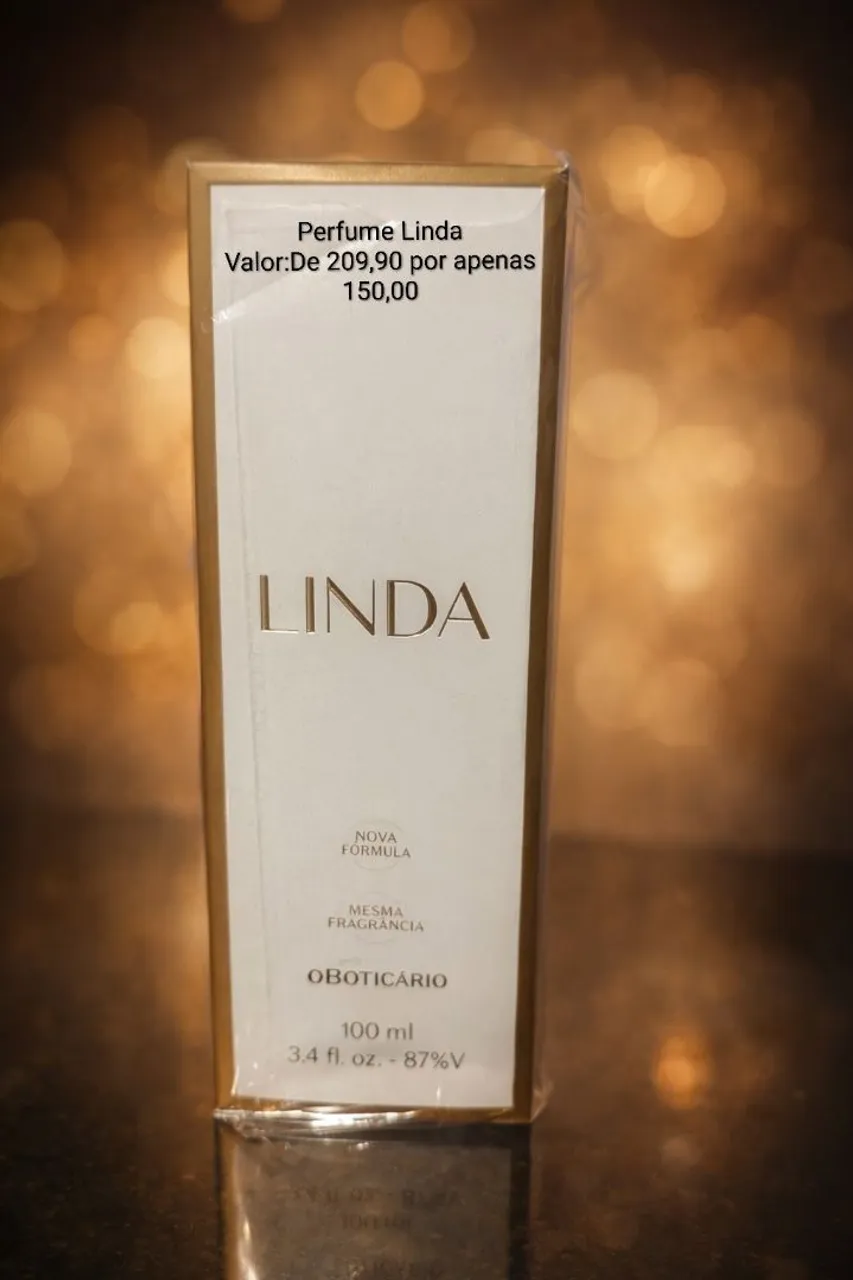 Perfume Linda
Valor:De 209,90 por apenas
150,00
LINDA
NOVA
FÓRMULA
MESMA
FRAGRÂNCIA
oBOTICÁRIO
100 ml
3.4 fl. oz. - 87%V